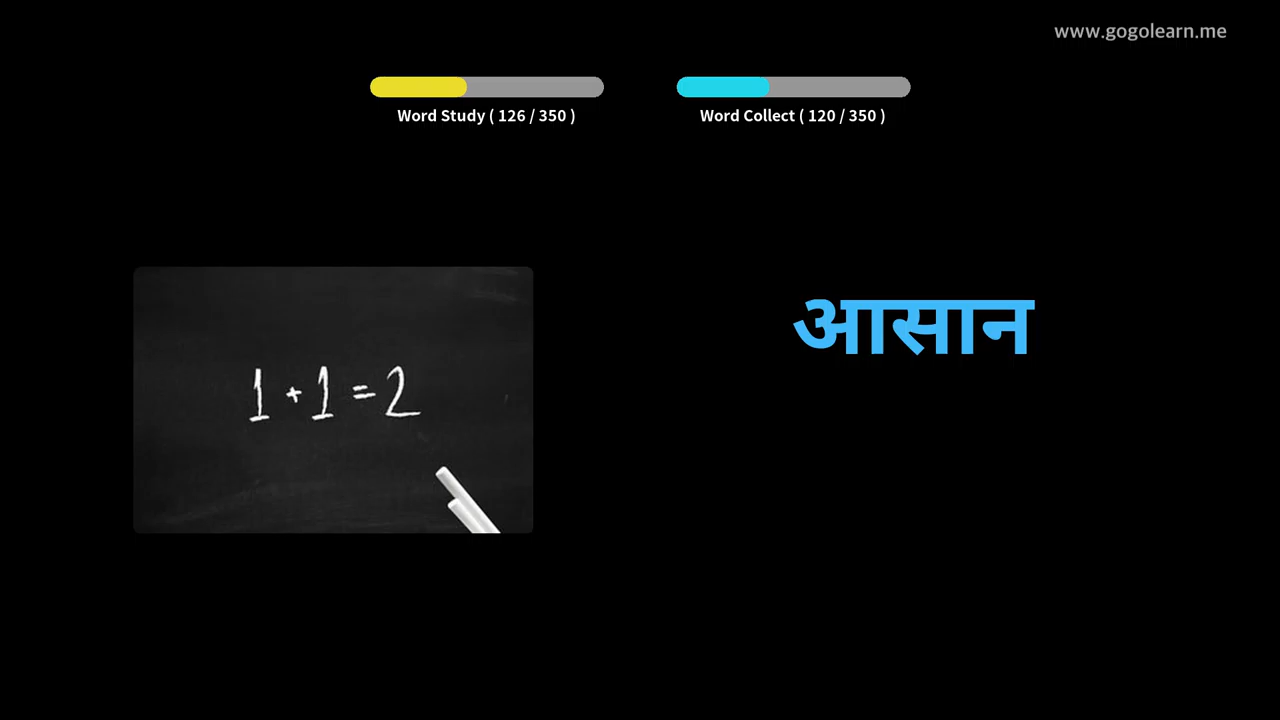 www.gogolearn.me
Word Study ( 126 / 350 )
Word Collect ( 120 / 350 )
आसान
1 + 1 = 2